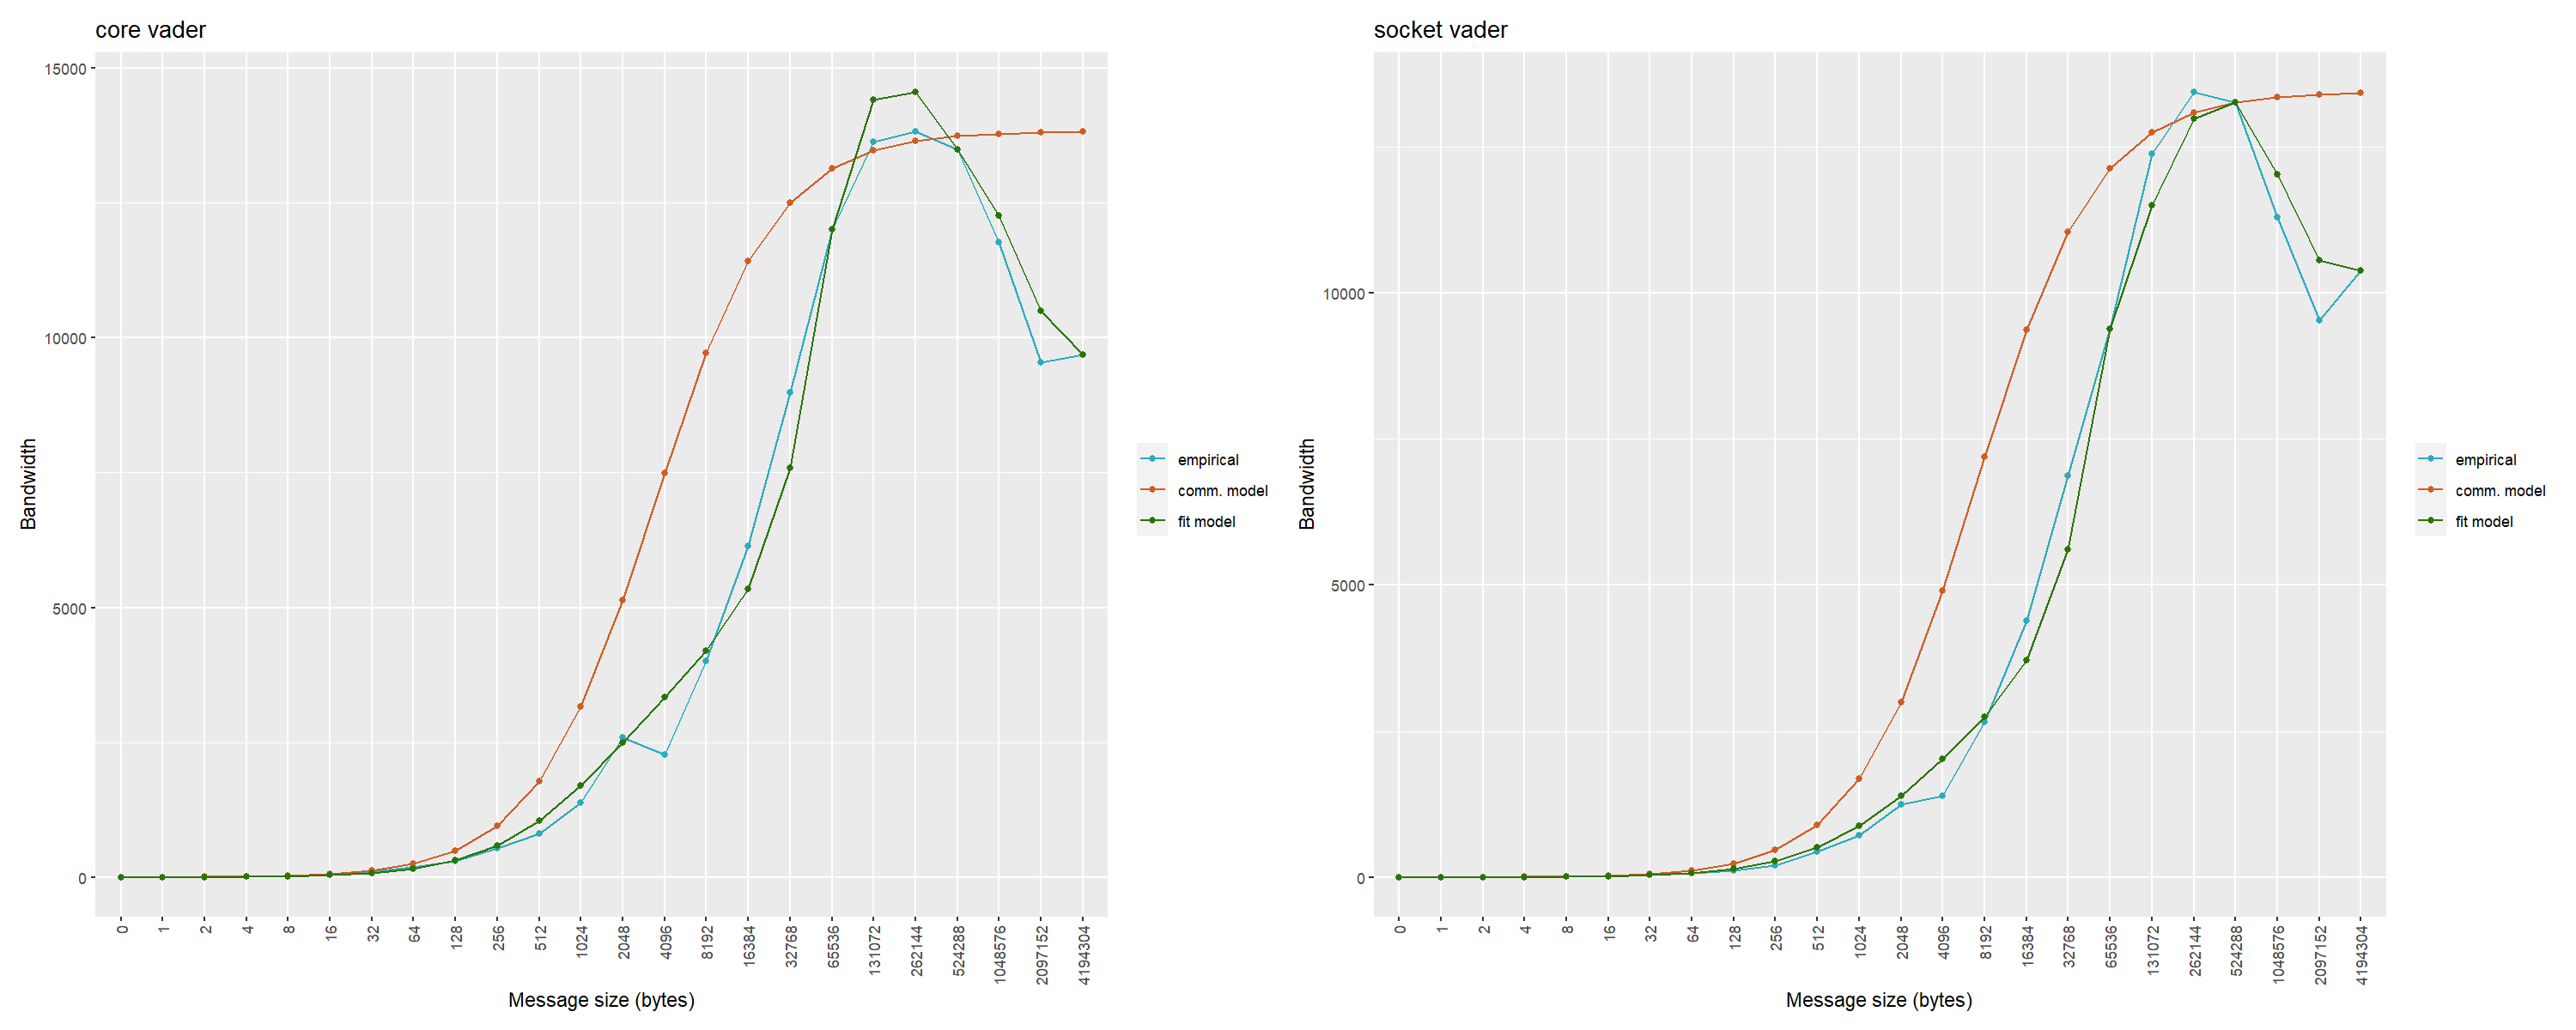 core vader
15000
10000
5000
0
Bandwidth
0 1 2 4 8 16 32 64 128 256 512 1024 2048 4096 8192 16384 32768 65536 131072 262144 524288 1048576 2097152 4194304
Message size (bytes)
empirical
comm. model
fit model
socket vader
10000
5000
0
Bandwidth
0 1 2 4 8 16 32 64 128 256 512 1024 2048 4096 8192 16384 32768 65536 131072 262144 524288 1048576 2097152 4194304
Message size (bytes)
empirical
comm. model
fit model